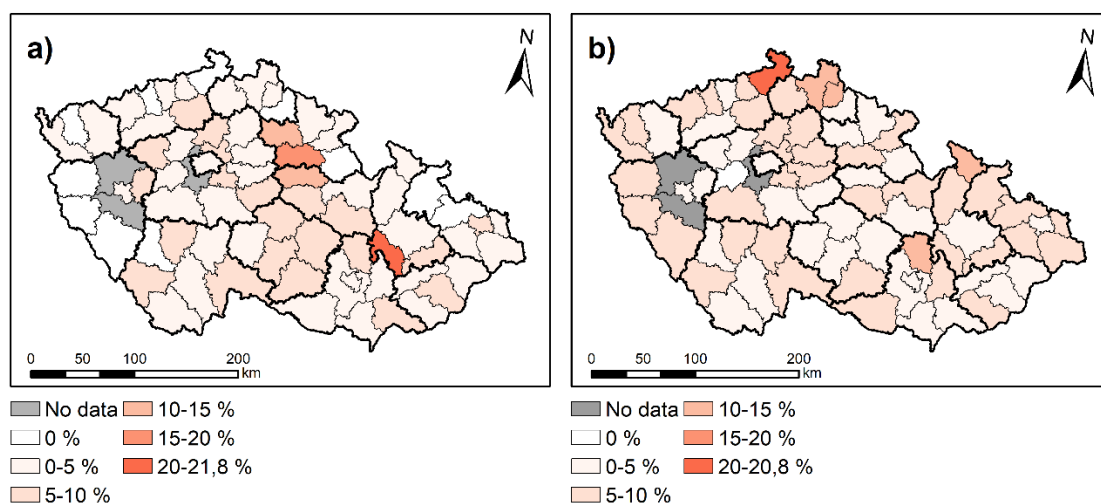 a)
N
0 50 100 200
km
No data
0 %
0-5 %
5-10 %
10-15 %
15-20 %
20-21,8 %
b)
N
0 50 100 200
km
No data
0 %
0-5 %
5-10 %
10-15 %
15-20 %
20-20,8 %